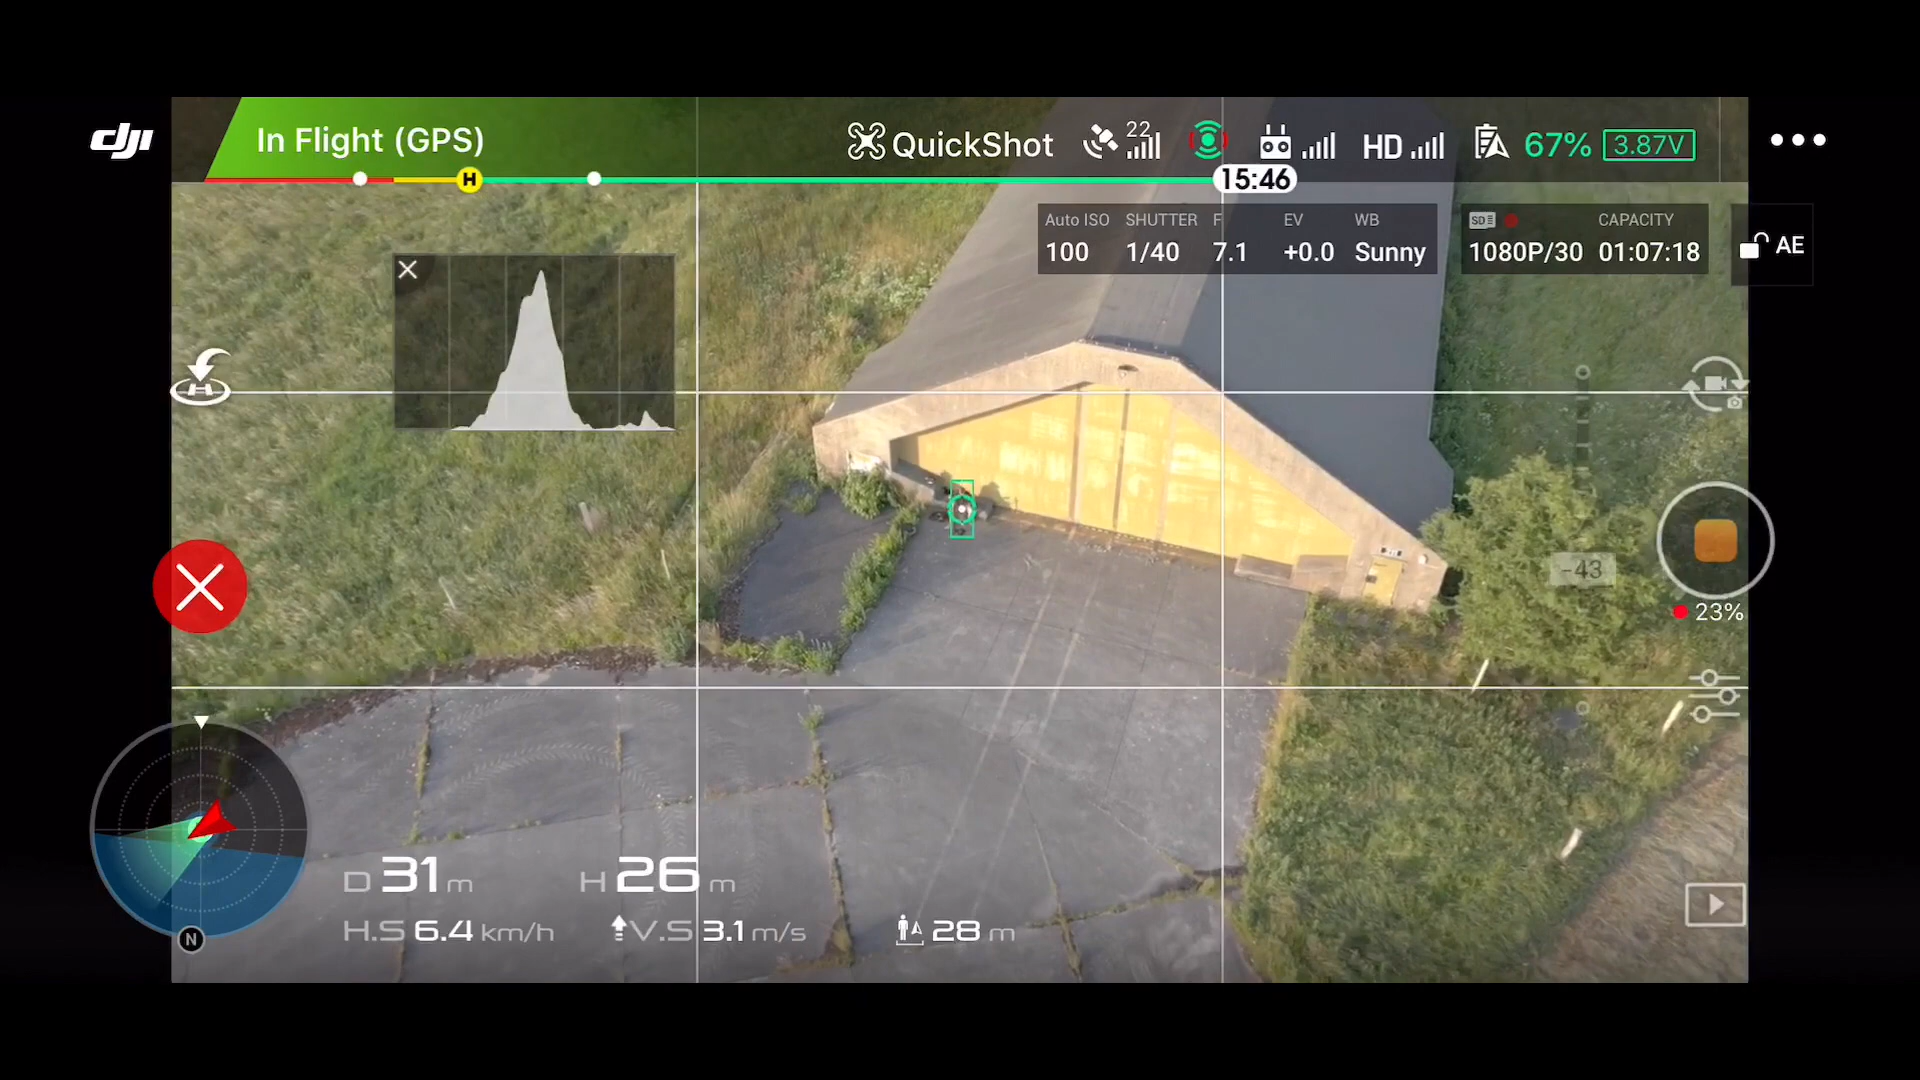 dji
In Flight (GPS)
QuickShot
22
HD
67%
3.87V
H
15:46
Auto ISO SHUTTER F EV WB
100 1/40 7.1 +0.0 Sunny
SD CAPACITY
1080P/30 01:07:18
AE
-43
23%
D 31 m H 26 m
H.S 6.4 km/h V.S 3.1 m/s 28 m
N